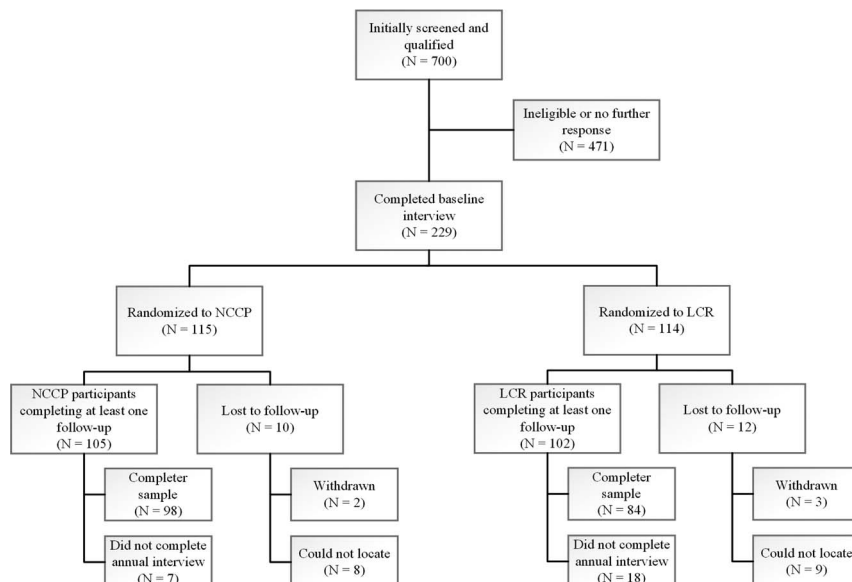 Initially screened and
qualified
(N = 700)
Ineligible or no further
response
(N = 471)
Completed baseline
interview
(N = 229)
Randomized to NCCP
(N = 115)
Randomized to LCR
(N = 114)
NCCP participants
completing at least one
follow-up
(N = 105)
Lost to follow-up
(N = 10)
LCR participants
completing at least one
follow-up
(N = 102)
Lost to follow-up
(N = 12)
Completer
sample
(N = 98)
Withdrawn
(N = 2)
Completer
sample
(N = 84)
Withdrawn
(N = 3)
Did not complete
annual interview
(N = 7)
Could not locate
(N = 8)
Did not complete
annual interview
(N = 18)
Could not locate
(N = 9)